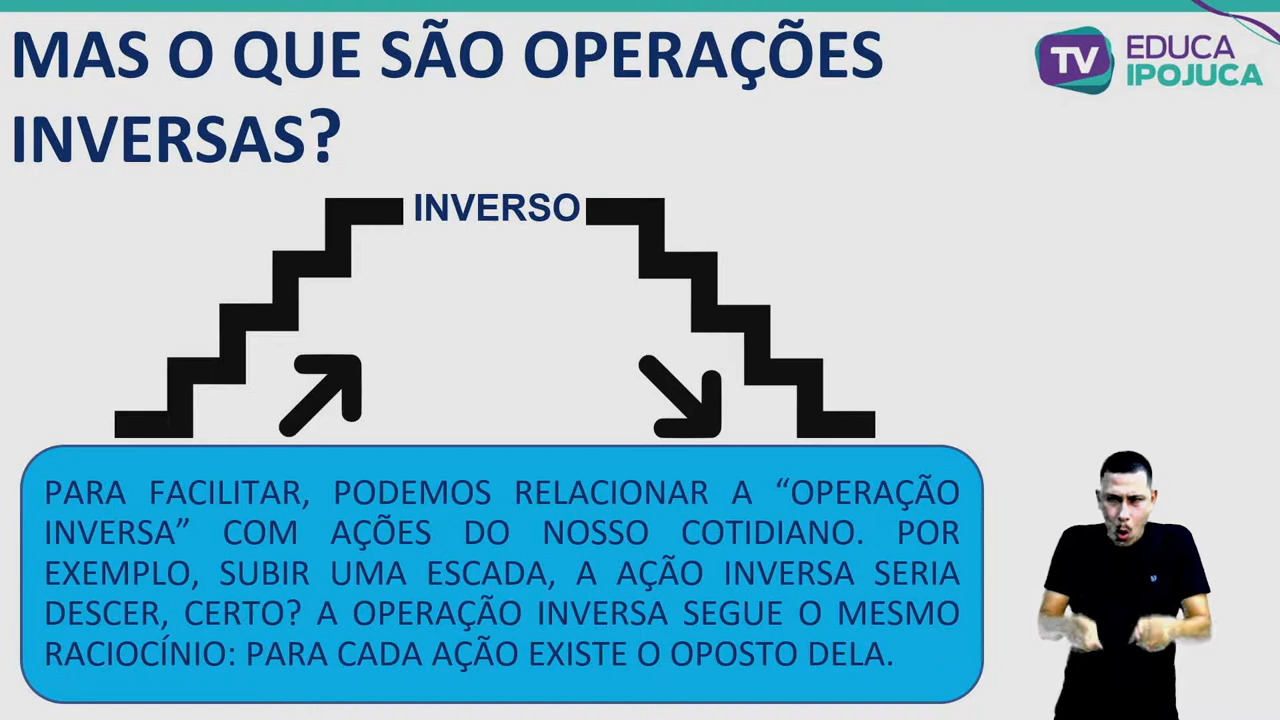 MAS O QUE SÃO OPERAÇÕES
INVERSAS?
TV EDUCA
IPOJUCA
INVERSO
PARA FACILITAR, PODEMOS RELACIONAR A “OPERAÇÃO
INVERSA” COM AÇÕES DO NOSSO COTIDIANO. POR
EXEMPLO, SUBIR UMA ESCADA, A AÇÃO INVERSA SERIA
DESCER, CERTO? A OPERAÇÃO INVERSA SEGUE O MESMO
RACIOCÍNIO: PARA CADA AÇÃO EXISTE O OPOSTO DELA.